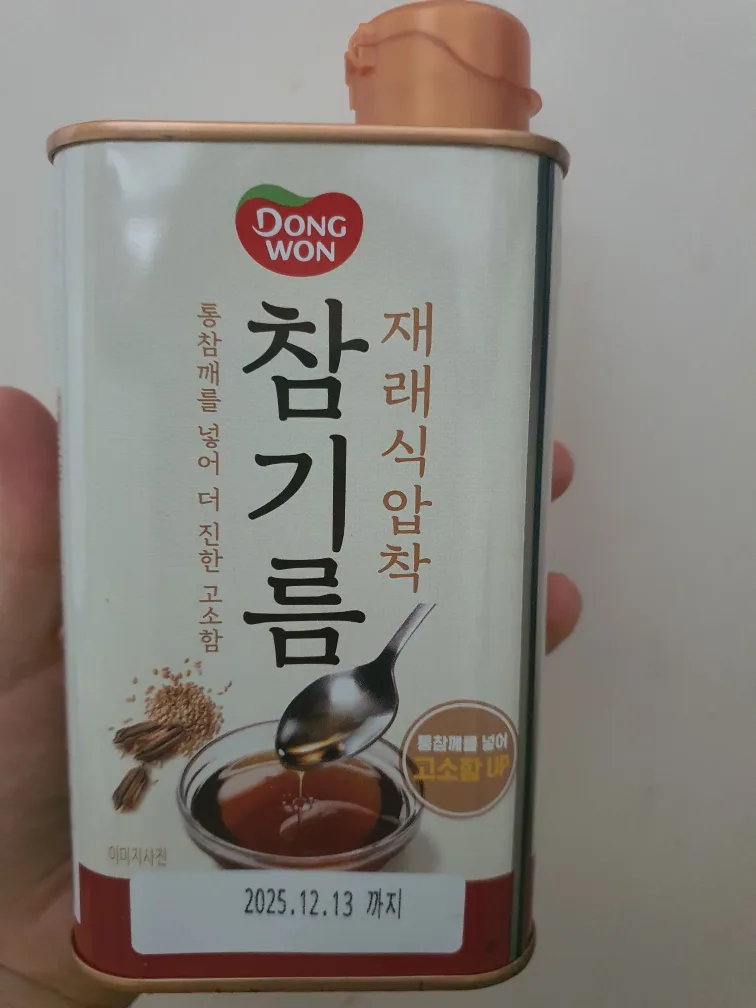 DONG
WON
재래식압착
참기름
통참깨를 넣어 더 진한 고소함
통참깨를 넣어
고소함 UP
이미지사진
2025.12.13 까지